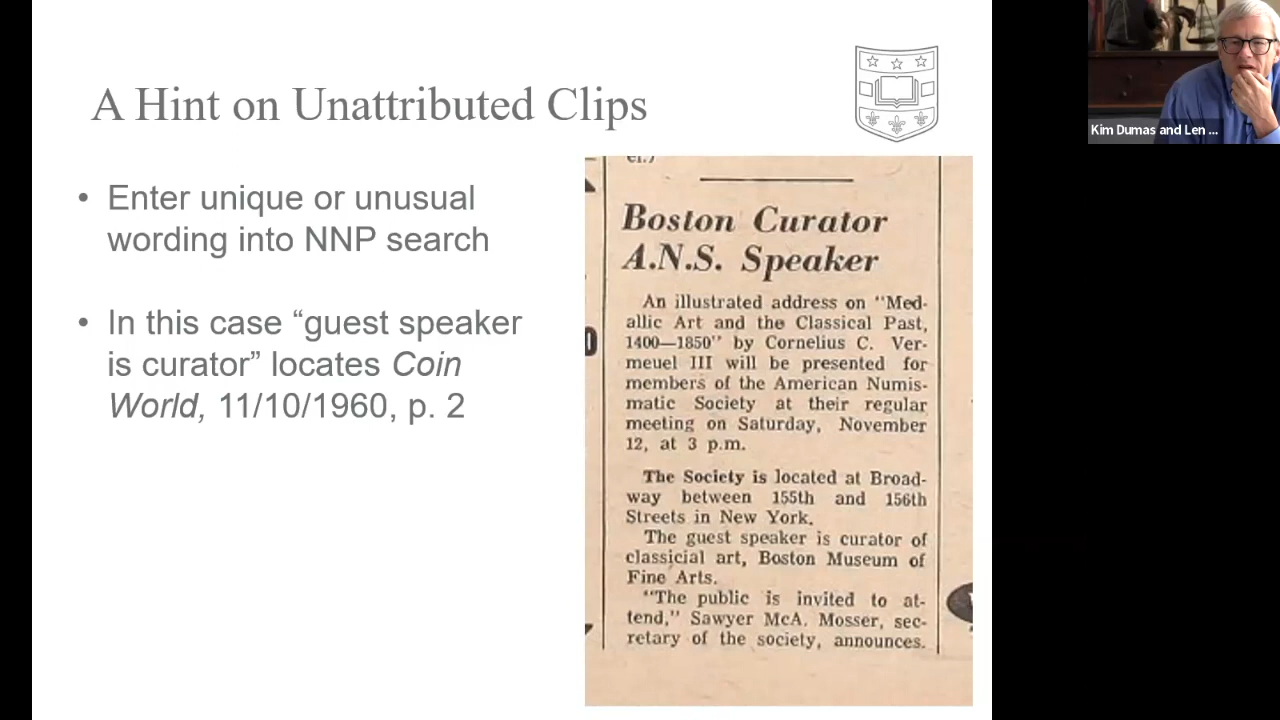 A Hint on Unattributed Clips
• Enter unique or unusual
wording into NNP search
• In this case “guest speaker
is curator” locates Coin
World, 11/10/1960, p. 2
Boston Curator
A.N.S. Speaker
An illustrated address on "Med-
allic Art and the Classical Past,
1400—1850" by Cornelius C. Ver-
meuel III will be presented for
members of the American Numis-
matic Society at their regular
meeting on Saturday, November
12, at 3 p.m.
The Society is located at Broad-
way between 155th and 156th
Streets in New York.
The guest speaker is curator of
classicial art, Boston Museum of
Fine Arts.
"The public is invited to at-
tend," Sawyer McA. Mosser, sec-
retary of the society, announces.
Kim Dumas and Len ...